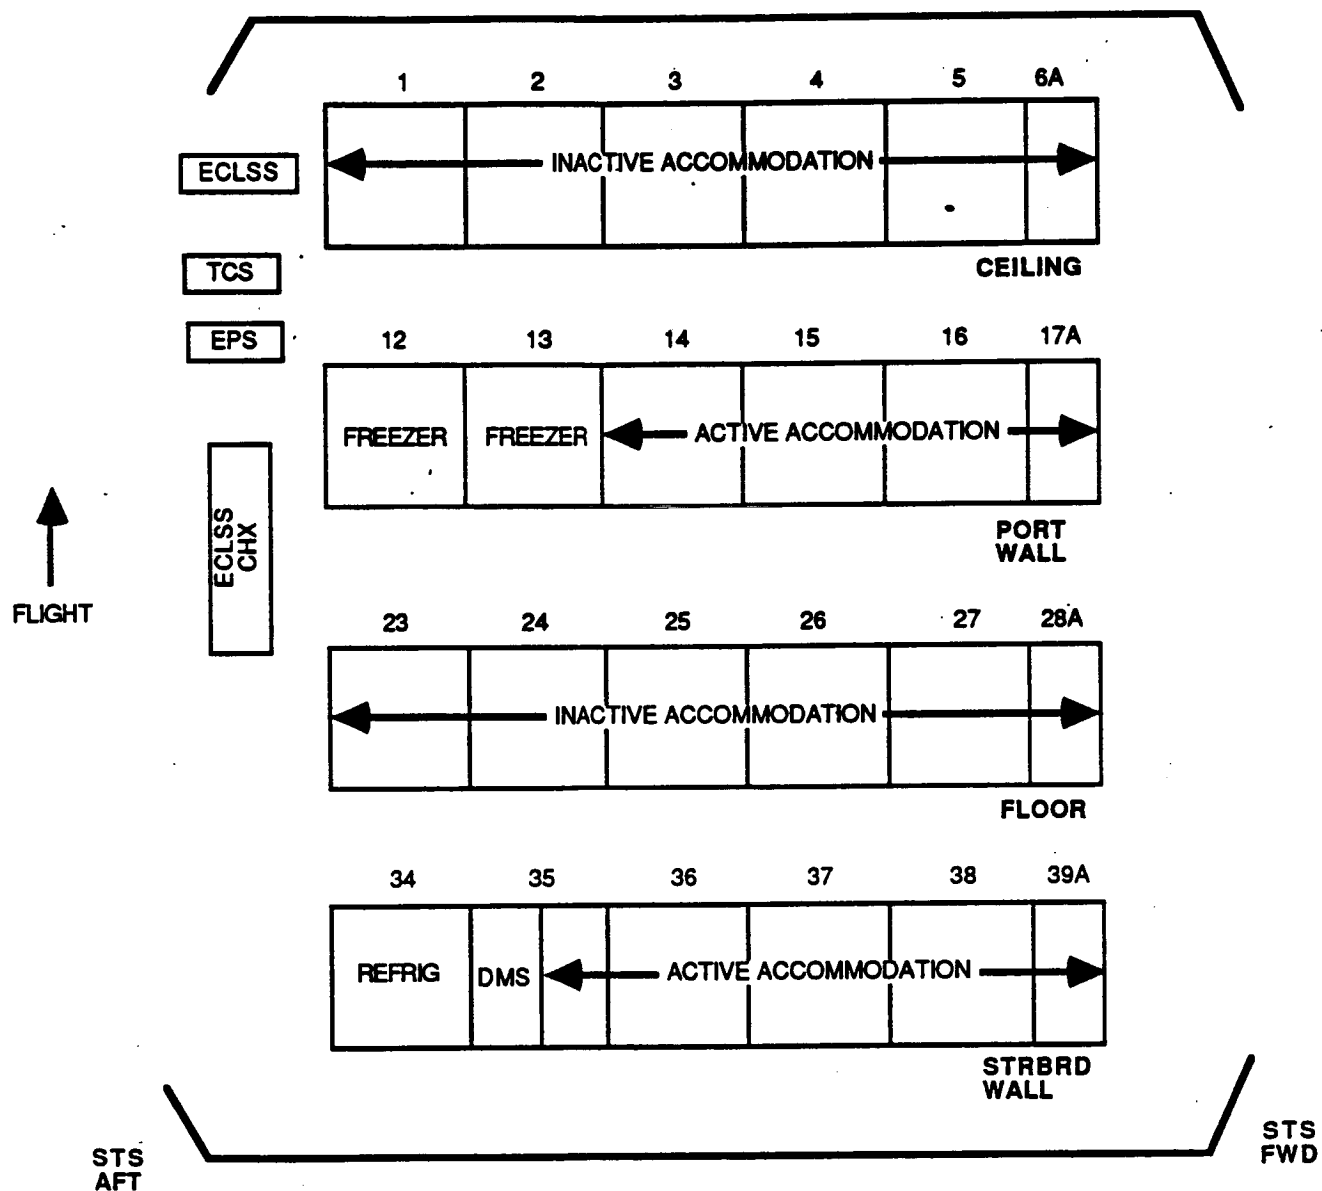 1 2 3 4 5 6A
INACTIVE ACCOMMODATION
ECLSS
CEILING
TCS
EPS
12 13 14 15 16 17A
FREEZER FREEZER ACTIVE ACCOMMODATION
PORT
WALL
ECLSS
CHX
FLIGHT
23 24 25 26 27 28A
INACTIVE ACCOMMODATION
FLOOR
34 35 36 37 38 39A
REFRIG DMS ACTIVE ACCOMMODATION
STRBRD
WALL
STS
AFT
STS
FWD